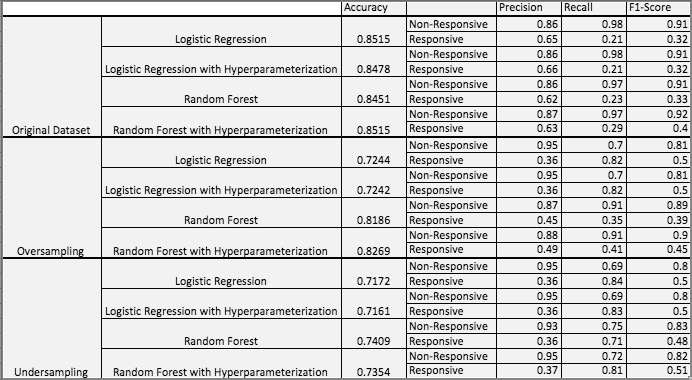 Accuracy Precision Recall F1-Score
Non-Responsive 0.86 0.98 0.91
Logistic Regression 0.8515 Responsive 0.65 0.21 0.32
Non-Responsive 0.86 0.98 0.91
Logistic Regression with Hyperparameterization 0.8478 Responsive 0.66 0.21 0.32
Non-Responsive 0.86 0.97 0.91
Random Forest 0.8451 Responsive 0.62 0.23 0.33
Non-Responsive 0.87 0.97 0.92
Original Dataset Random Forest with Hyperparameterization 0.8515 Responsive 0.63 0.29 0.4
Non-Responsive 0.95 0.7 0.81
Logistic Regression 0.7244 Responsive 0.36 0.82 0.5
Non-Responsive 0.95 0.7 0.81
Logistic Regression with Hyperparameterization 0.7242 Responsive 0.36 0.82 0.5
Non-Responsive 0.87 0.91 0.89
Random Forest 0.8186 Responsive 0.45 0.35 0.39
Non-Responsive 0.88 0.91 0.9
Oversampling Random Forest with Hyperparameterization 0.8269 Responsive 0.49 0.41 0.45
Non-Responsive 0.95 0.69 0.8
Logistic Regression 0.7172 Responsive 0.36 0.84 0.5
Non-Responsive 0.95 0.69 0.8
Logistic Regression with Hyperparameterization 0.7161 Responsive 0.36 0.83 0.5
Non-Responsive 0.93 0.75 0.83
Random Forest 0.7409 Responsive 0.36 0.71 0.48
Non-Responsive 0.95 0.72 0.82
Undersampling Random Forest with Hyperparameterization 0.7354 Responsive 0.37 0.81 0.51